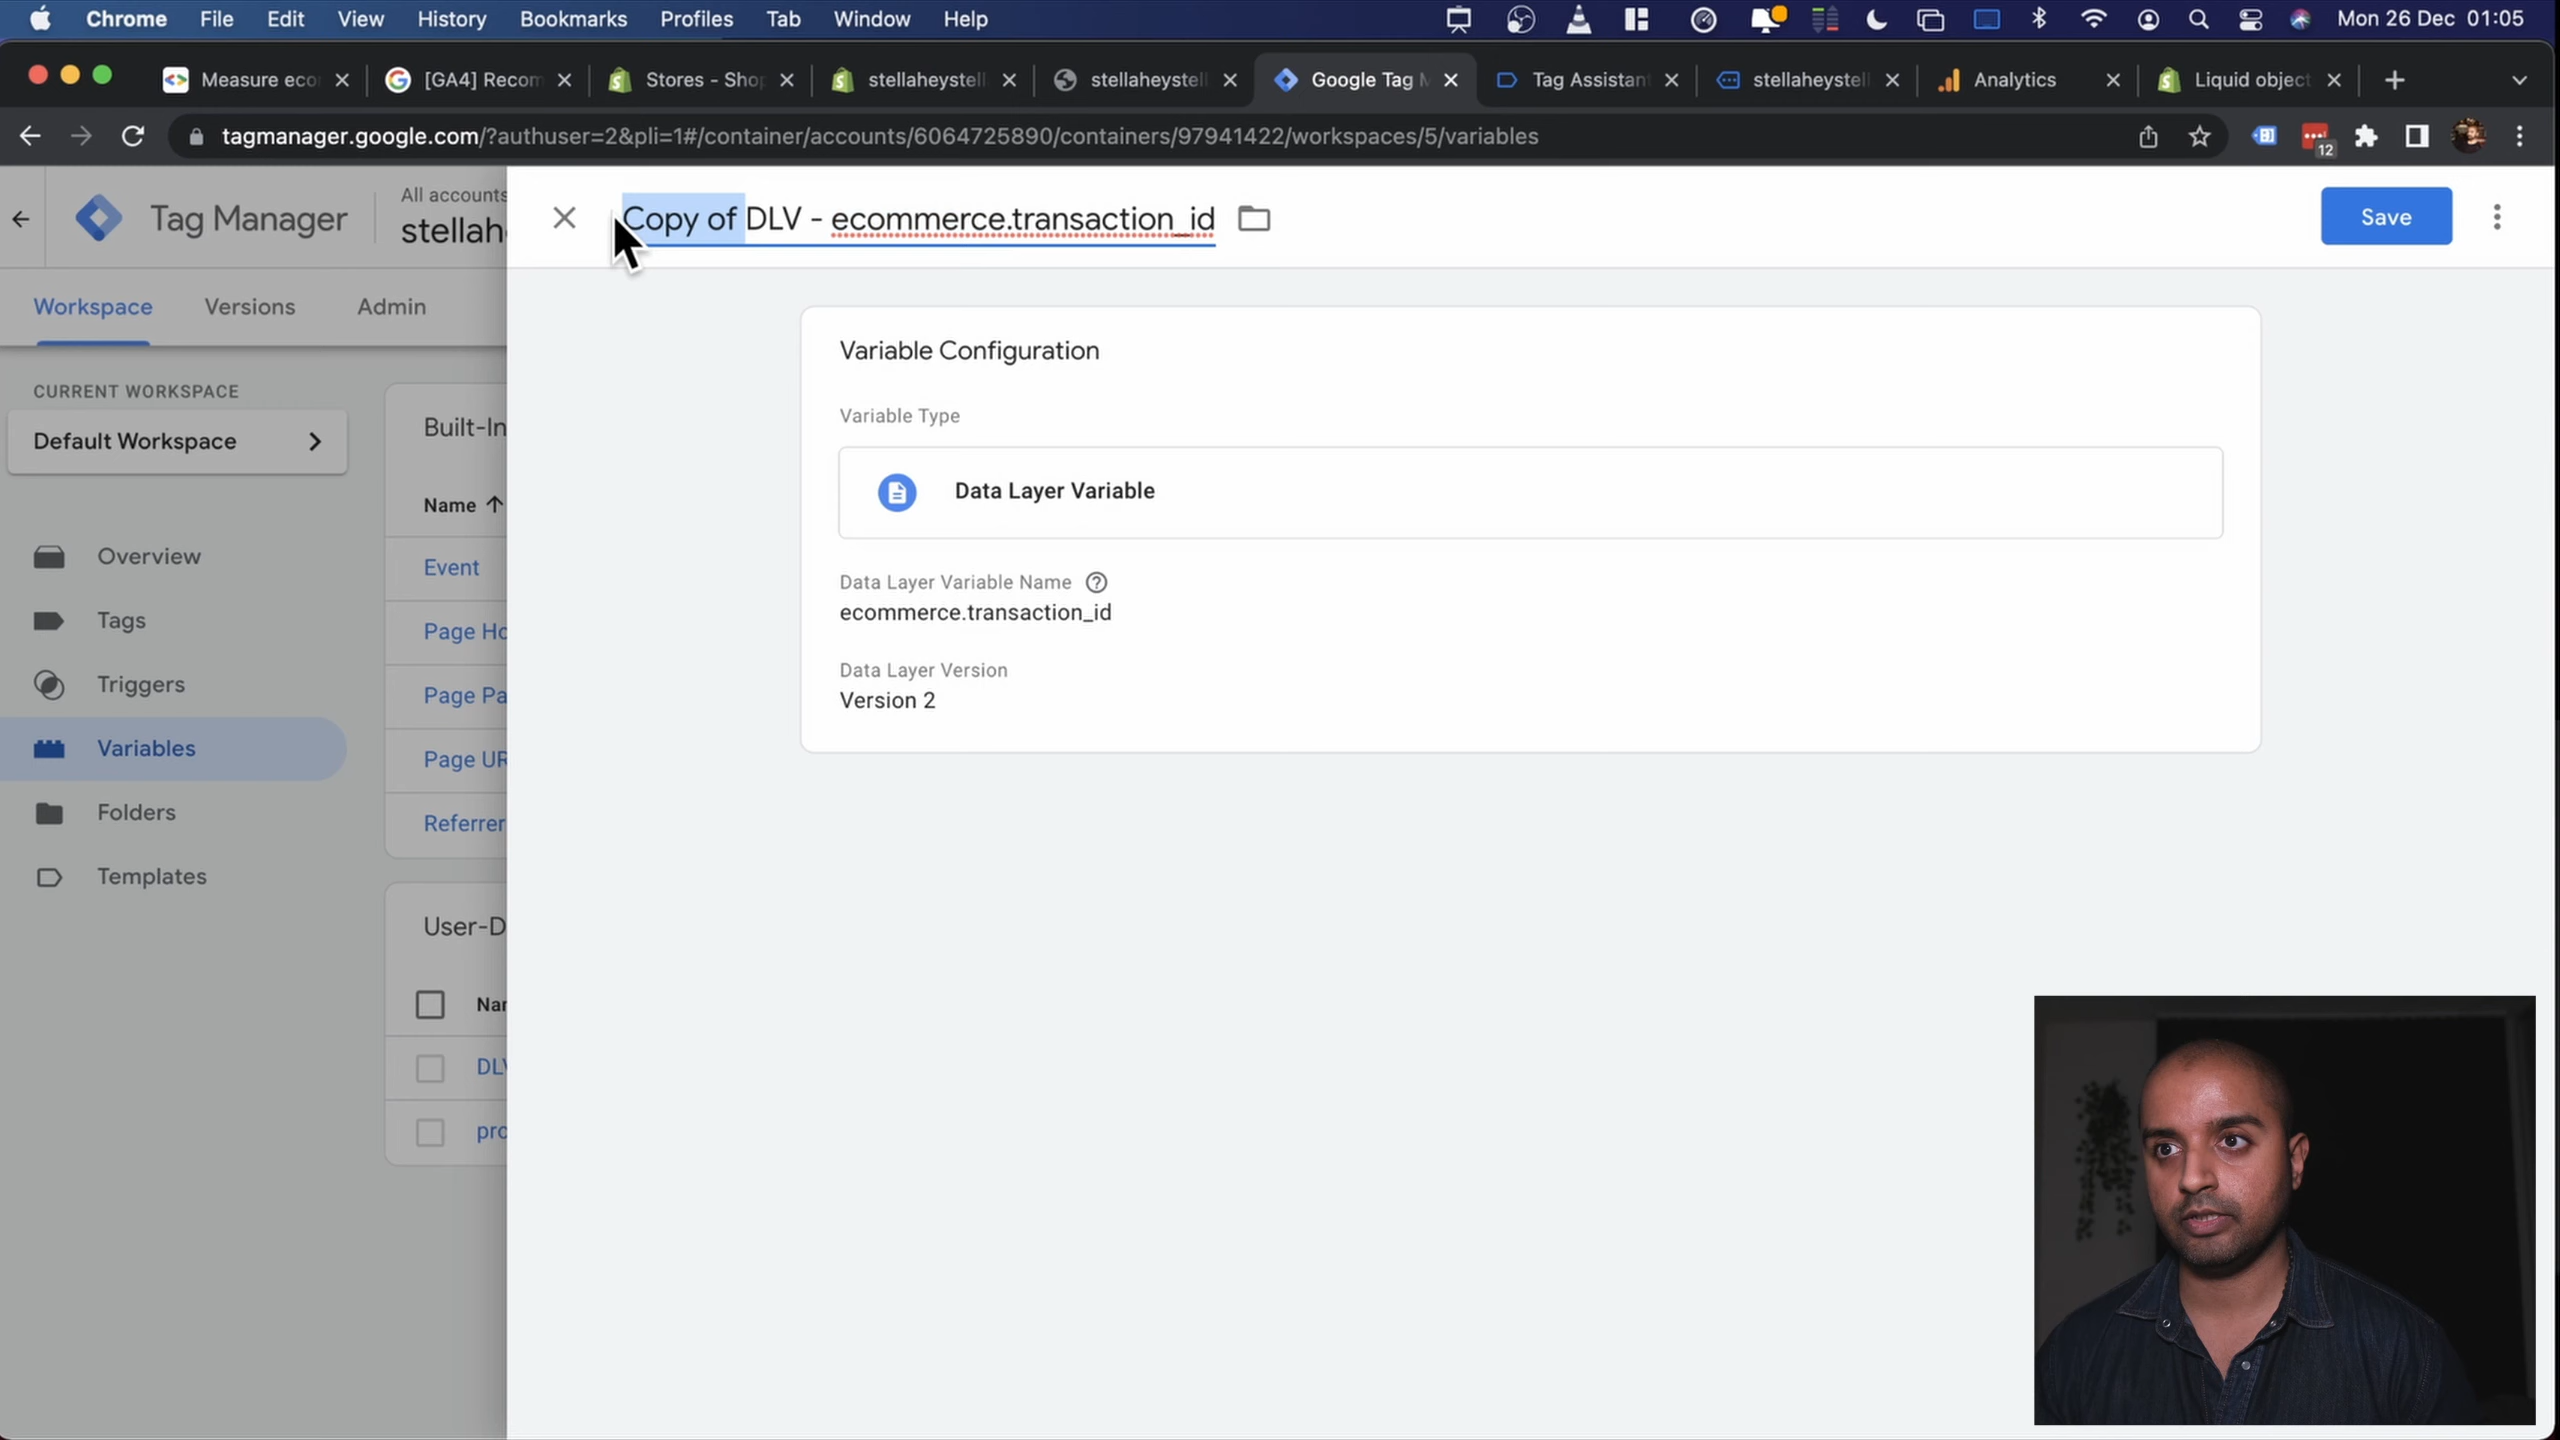 Chrome File Edit View History Bookmarks Profiles Tab Window Help Mon 26 Dec 01:05
Measure eco [GA4] Recom Stores - Shop stellaheystell stellaheystell Google Tag M Tag Assistant stellaheystell Analytics Liquid object
tagmanager.google.com/?authuser=2&pli=1#/container/accounts/6064725890/containers/97941422/workspaces/5/variables
12
Tag Manager
All accounts
stellah
Copy of DLV - ecommerce.transaction_id
Save
Workspace Versions Admin
CURRENT WORKSPACE
Default Workspace
Overview
Tags
Triggers
Variables
Folders
Templates
Built-In
Name
Event
Page Ho
Page Pa
Page UR
Referrer
User-D
Nar
DLV
pro
Variable Configuration
Variable Type
Data Layer Variable
Data Layer Variable Name
ecommerce.transaction_id
Data Layer Version
Version 2